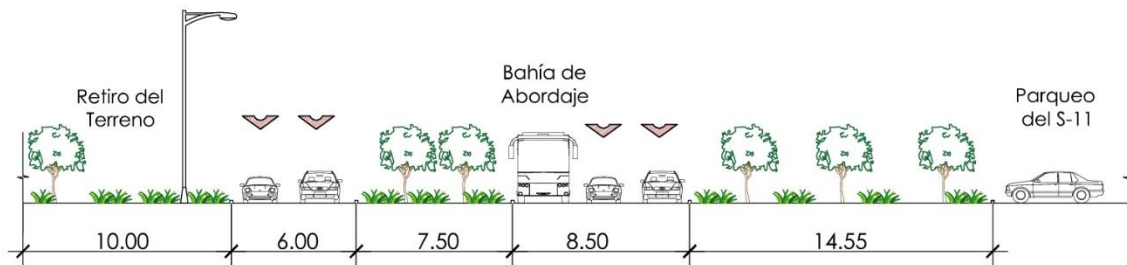 Retiro del
Terreno
Bahía de
Abordaje
Parqueo
del S-11
10.00
6.00
7.50
8.50
14.55